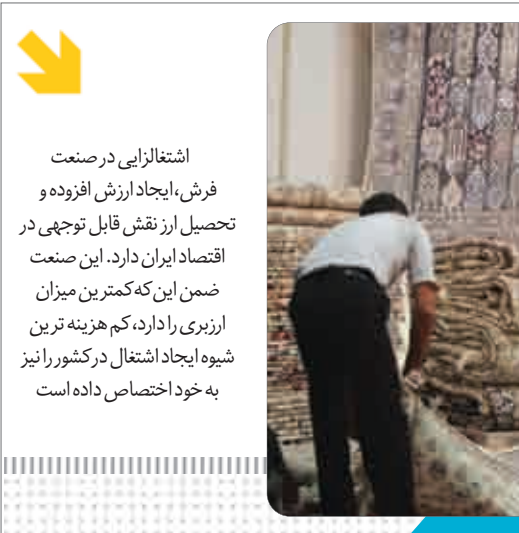 اشتغالزایی در صنعت
فرش،ایجاد ارزش افزوده و
تحصیل ارز نقش قابل توجهی در
اقتصاد ایران دارد. این صنعت
ضمن این که کمترین میزان
ارزبری را دارد، کم هزینه ترین
شیوه ایجاد اشتغال در کشور را نیز
به خود اختصاص داده است